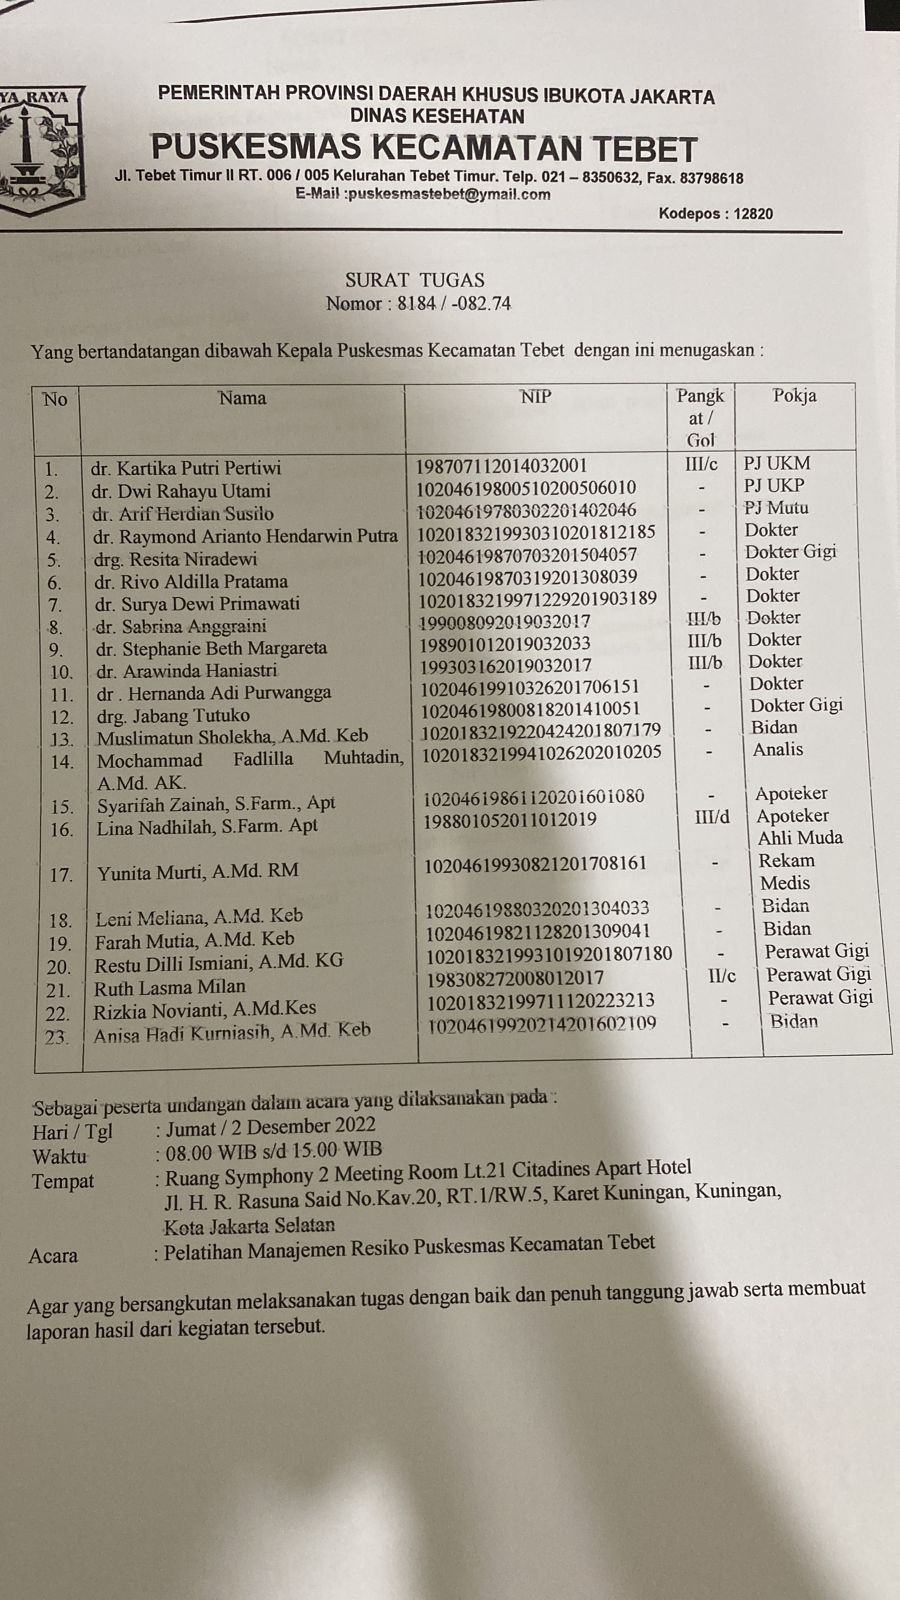 YA RAYA
PEMERINTAH PROVINSI DAERAH KHUSUS IBUKOTA JAKARTA
DINAS KESEHATAN
PUSKESMAS KECAMATAN TEBET
Jl. Tebet Timur II RT. 006 / 005 Kelurahan Tebet Timur. Telp. 021 – 8350632, Fax. 83798618
E-Mail :puskesmastebet@ymail.com
Kodepos : 12820
SURAT TUGAS
Nomor : 8184 / -082.74
Yang bertandatangan dibawah Kepala Puskesmas Kecamatan Tebet dengan ini menugaskan :
No Nama NIP Pangk Pokja
at /
Gol
1. dr. Kartika Putri Pertiwi 198707112014032001 III/c PJ UKM
2. dr. Dwi Rahayu Utami 10204619800510200506010 - PJ UKP
3. dr. Arif Herdian Susilo 10204619780302201402046 - PJ Mutu
4. dr. Raymond Arianto Hendarwin Putra 1020183219930310201812185 - Dokter
5. drg. Resita Niradewi 10204619870703201504057 - Dokter Gigi
6. dr. Rivo Aldilla Pratama 10204619870319201308039 - Dokter
7. dr. Surya Dewi Primawati 1020183219971229201903189 - Dokter
8. dr. Sabrina Anggraini 199008092019032017 III/b Dokter
9. dr. Stephanie Beth Margareta 198901012019032033 III/b Dokter
10. dr. Arawinda Haniastri 199303162019032017 III/b Dokter
11. dr . Hernanda Adi Purwangga 10204619910326201706151 - Dokter
12. drg. Jabang Tutuko 10204619800818201410051 - Dokter Gigi
13. Muslimatun Sholekha, A.Md. Keb 1020183219220424201807179 - Bidan
14. Mochammad Fadlilla Muhtadin, 1020183219941026202010205 - Analis
A.Md. AK.
15. Syarifah Zainah, S.Farm., Apt 10204619861120201601080 - Apoteker
16. Lina Nadhilah, S.Farm. Apt 198801052011012019 III/d Apoteker
Ahli Muda
17. Yunita Murti, A.Md. RM 10204619930821201708161 - Rekam
Medis
18. Leni Meliana, A.Md. Keb 10204619880320201304033 - Bidan
19. Farah Mutia, A.Md. Keb 10204619821128201309041 - Bidan
20. Restu Dilli Ismiani, A.Md. KG 1020183219931019201807180 - Perawat Gigi
21. Ruth Lasma Milan 198308272008012017 II/c Perawat Gigi
22. Rizkia Novianti, A.Md.Kes 10201832199711120223213 - Perawat Gigi
23. Anisa Hadi Kurniasih, A.Md. Keb 10204619920214201602109 - Bidan
Sebagai peserta undangan dalam acara yang dilaksanakan pada :
Hari / Tgl : Jumat / 2 Desember 2022
Waktu : 08.00 WIB s/d 15.00 WIB
Tempat : Ruang Symphony 2 Meeting Room Lt.21 Citadines Apart Hotel
Jl. H. R. Rasuna Said No.Kav.20, RT.1/RW.5, Karet Kuningan, Kuningan,
Kota Jakarta Selatan
Acara : Pelatihan Manajemen Resiko Puskesmas Kecamatan Tebet
Agar yang bersangkutan melaksanakan tugas dengan baik dan penuh tanggung jawab serta membuat
laporan hasil dari kegiatan tersebut.